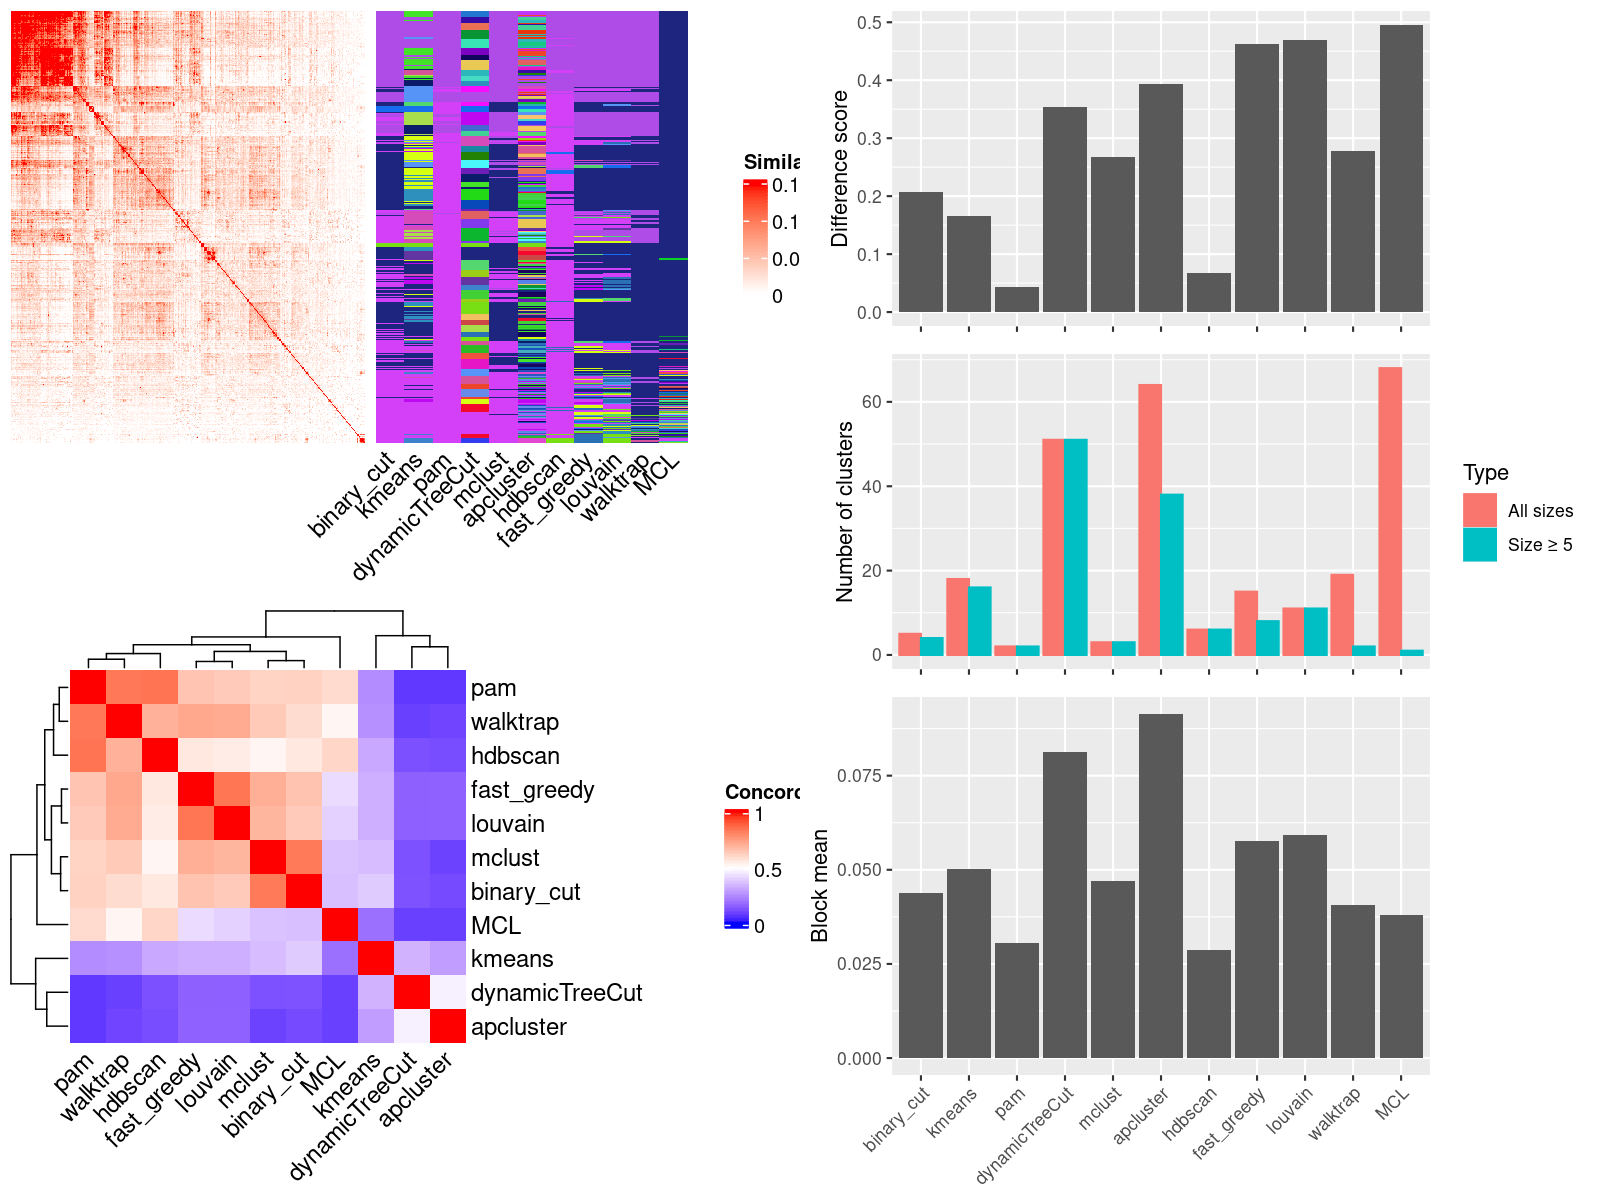 Simila
0.1
0.1
0.0
0
binary_cut
kmeans
pam
dynamicTreeCut
mclust
apcluster
hdbscan
fast_greedy
louvain
walktrap
MCL
pam
walktrap
hdbscan
fast_greedy
louvain
mclust
binary_cut
MCL
kmeans
dynamicTreeCut
apcluster
pam
walktrap
hdbscan
fast_greedy
louvain
mclust
binary_cut
MCL
kmeans
dynamicTreeCut
apcluster
Concord
1
0.5
0
Difference score
0.5
0.4
0.3
0.2
0.1
0.0
Number of clusters
60
40
20
0
Type
All sizes
Size ≥ 5
Block mean
0.075
0.050
0.025
0.000
binary_cut
kmeans
pam
dynamicTreeCut
mclust
apcluster
hdbscan
fast_greedy
louvain
walktrap
MCL